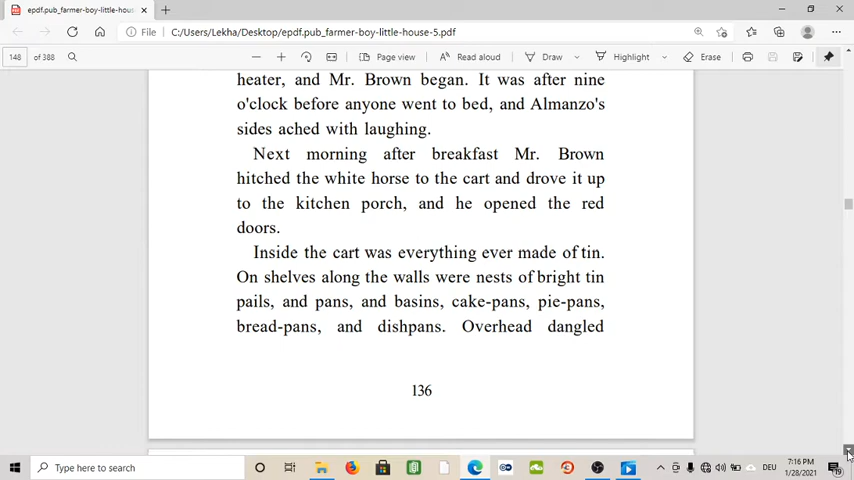 epdf.pub_farmer-boy-little-house-
File
C:/Users/Lekha/Desktop/epdf.pub_farmer-boy-little-house-5.pdf
148 of 388
Page view
Read aloud
Draw
Highlight
Erase
heater, and Mr. Brown began. It was after nine
o'clock before anyone went to bed, and Almanzo's
sides ached with laughing.
Next morning after breakfast Mr. Brown
hitched the white horse to the cart and drove it up
to the kitchen porch, and he opened the red
doors.
Inside the cart was everything ever made of tin.
On shelves along the walls were nests of bright tin
pails, and pans, and basins, cake-pans, pie-pans,
bread-pans, and dishpans. Overhead dangled
136
Type here to search
DEU
7:16 PM
1/28/2021
19